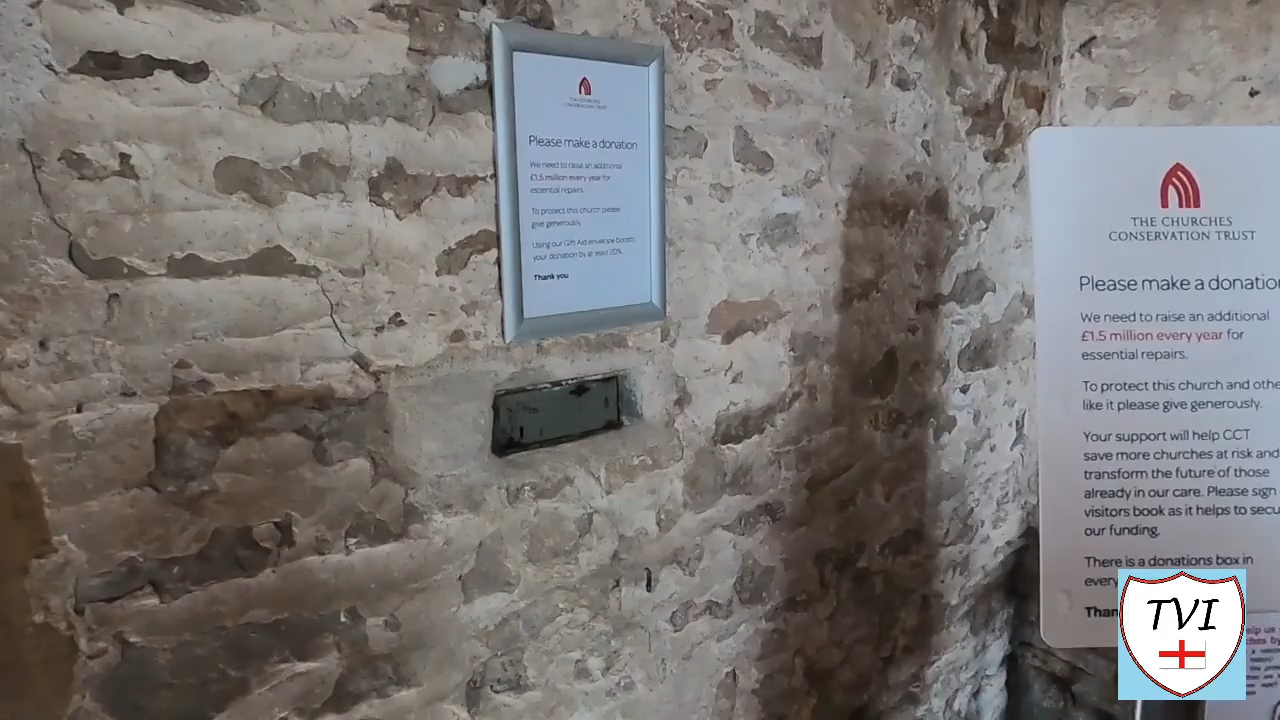 THE CHURCHES
CONSERVATION TRUST
Please make a donation
We need to raise an additional
£1.5 million every year for
essential repairs.
To protect this church please
give generously.
Using our Gift Aid envelope boosts
your donation by at least 20%.
Thank you
THE CHURCHES
CONSERVATION TRUST
Please make a donation
We need to raise an additional
£1.5 million every year for
essential repairs.
To protect this church and othe
like it please give generously.
Your support will help CCT
save more churches at risk and
transform the future of those
already in our care. Please sign
visitors book as it helps to secu
our funding.
There is a donations box in
every
Than
TVI